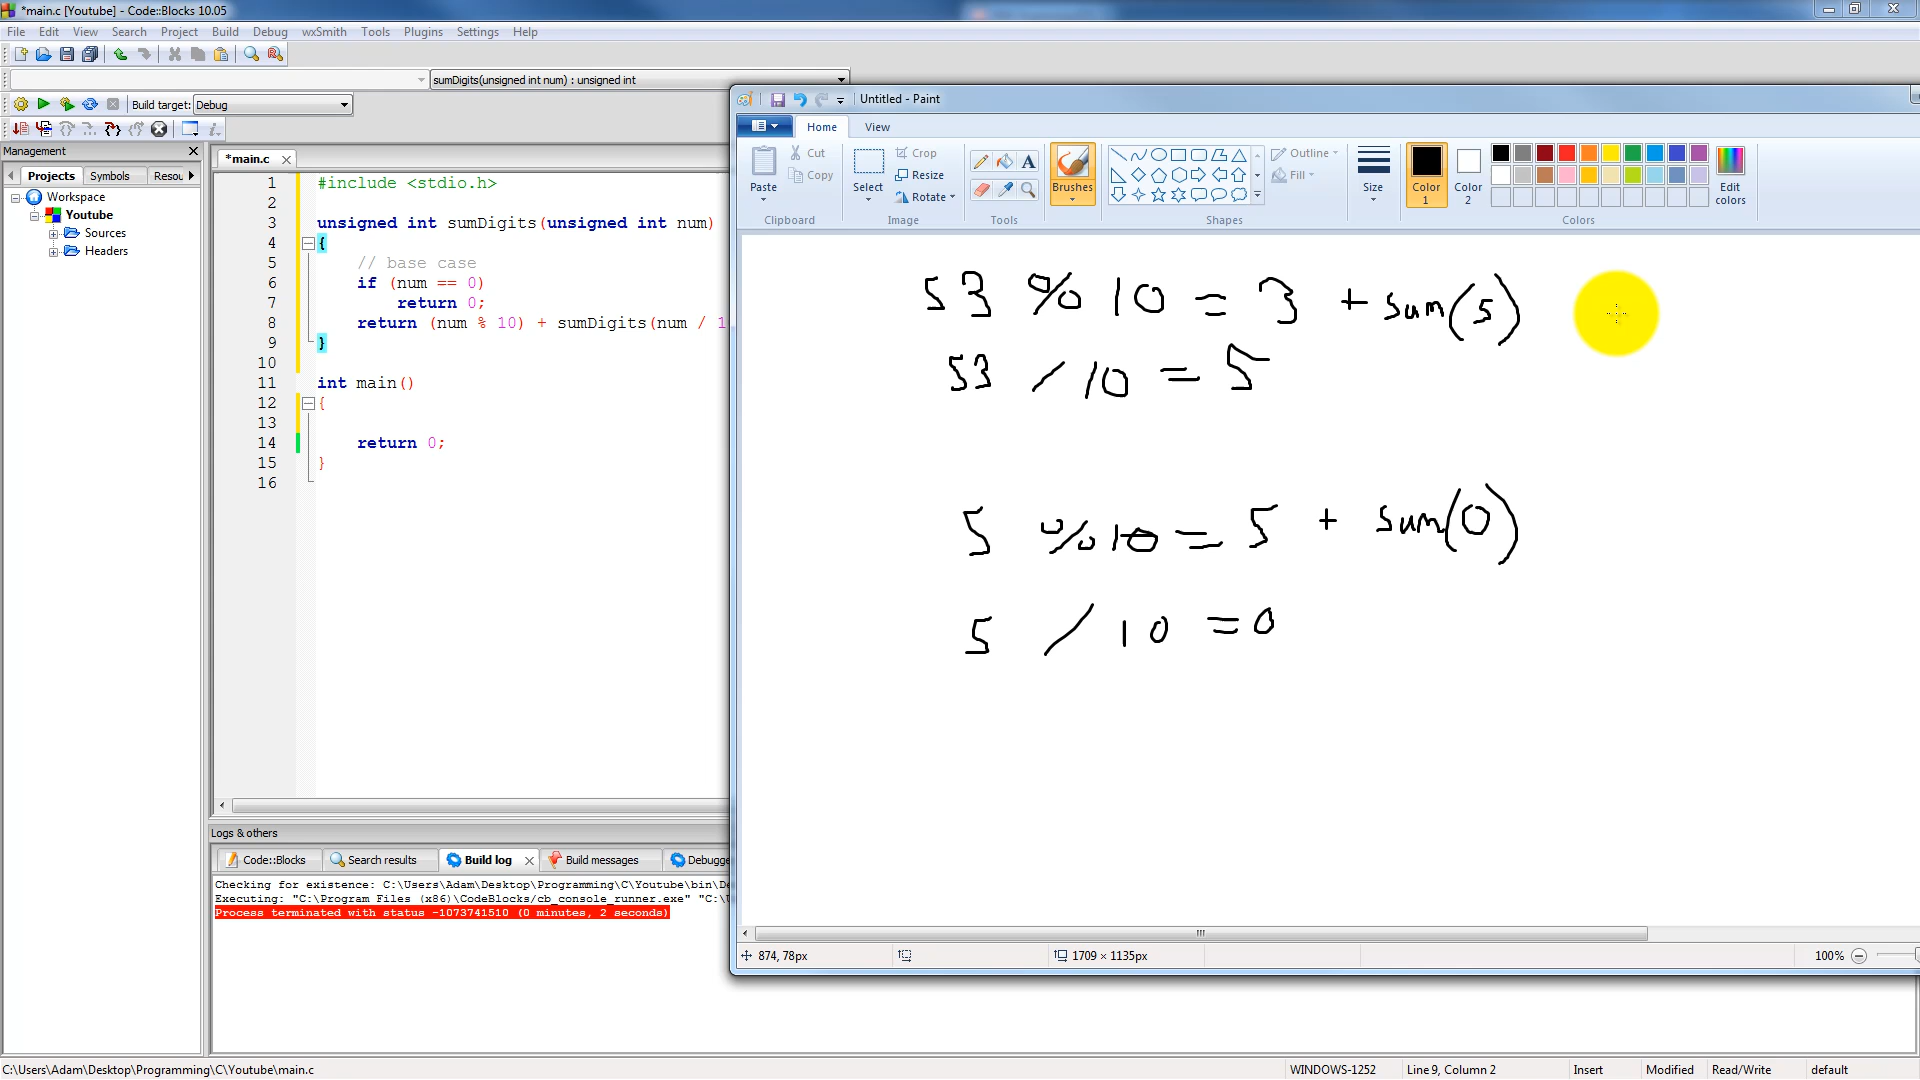 *main.c [Youtube] - Code::Blocks 10.05
File Edit View Search Project Build Debug wxSmith Tools Plugins Settings Help
sumDigits(unsigned int num) : unsigned int
Build target: Debug
Management
Projects Symbols Resou
Workspace
Youtube
Sources
Headers
*main.c
1 #include <stdio.h>
2
3 unsigned int sumDigits(unsigned int num)
4 {
5 // base case
6 if (num == 0)
7 return 0;
8 return (num % 10) + sumDigits(num / 1
9 }
10
11 int main()
12 {
13
14 return 0;
15 }
16
Untitled - Paint
Home View
Paste Cut Copy
Clipboard
Select Crop Resize Rotate
Image
A
Tools
Brushes
Shapes
Outline Fill
Size
Color 1 Color 2
Edit colors
Colors
53 % 10 = 3 + sum(5)
53 / 10 = 5
5 %10 = 5 + sum(0)
5 / 10 = 0
874, 78px
1709 × 1135px
100%
Logs & others
Code::Blocks Search results Build log Build messages Debugge
Checking for existence: C:\Users\Adam\Desktop\Programming\C\Youtube\bin\De
Executing: "C:\Program Files (x86)\CodeBlocks/cb_console_runner.exe" "C:\U
Process terminated with status -1073741510 (0 minutes, 2 seconds)
C:\Users\Adam\Desktop\Programming\C\Youtube\main.c
WINDOWS-1252 Line 9, Column 2 Insert Modified Read/Write default